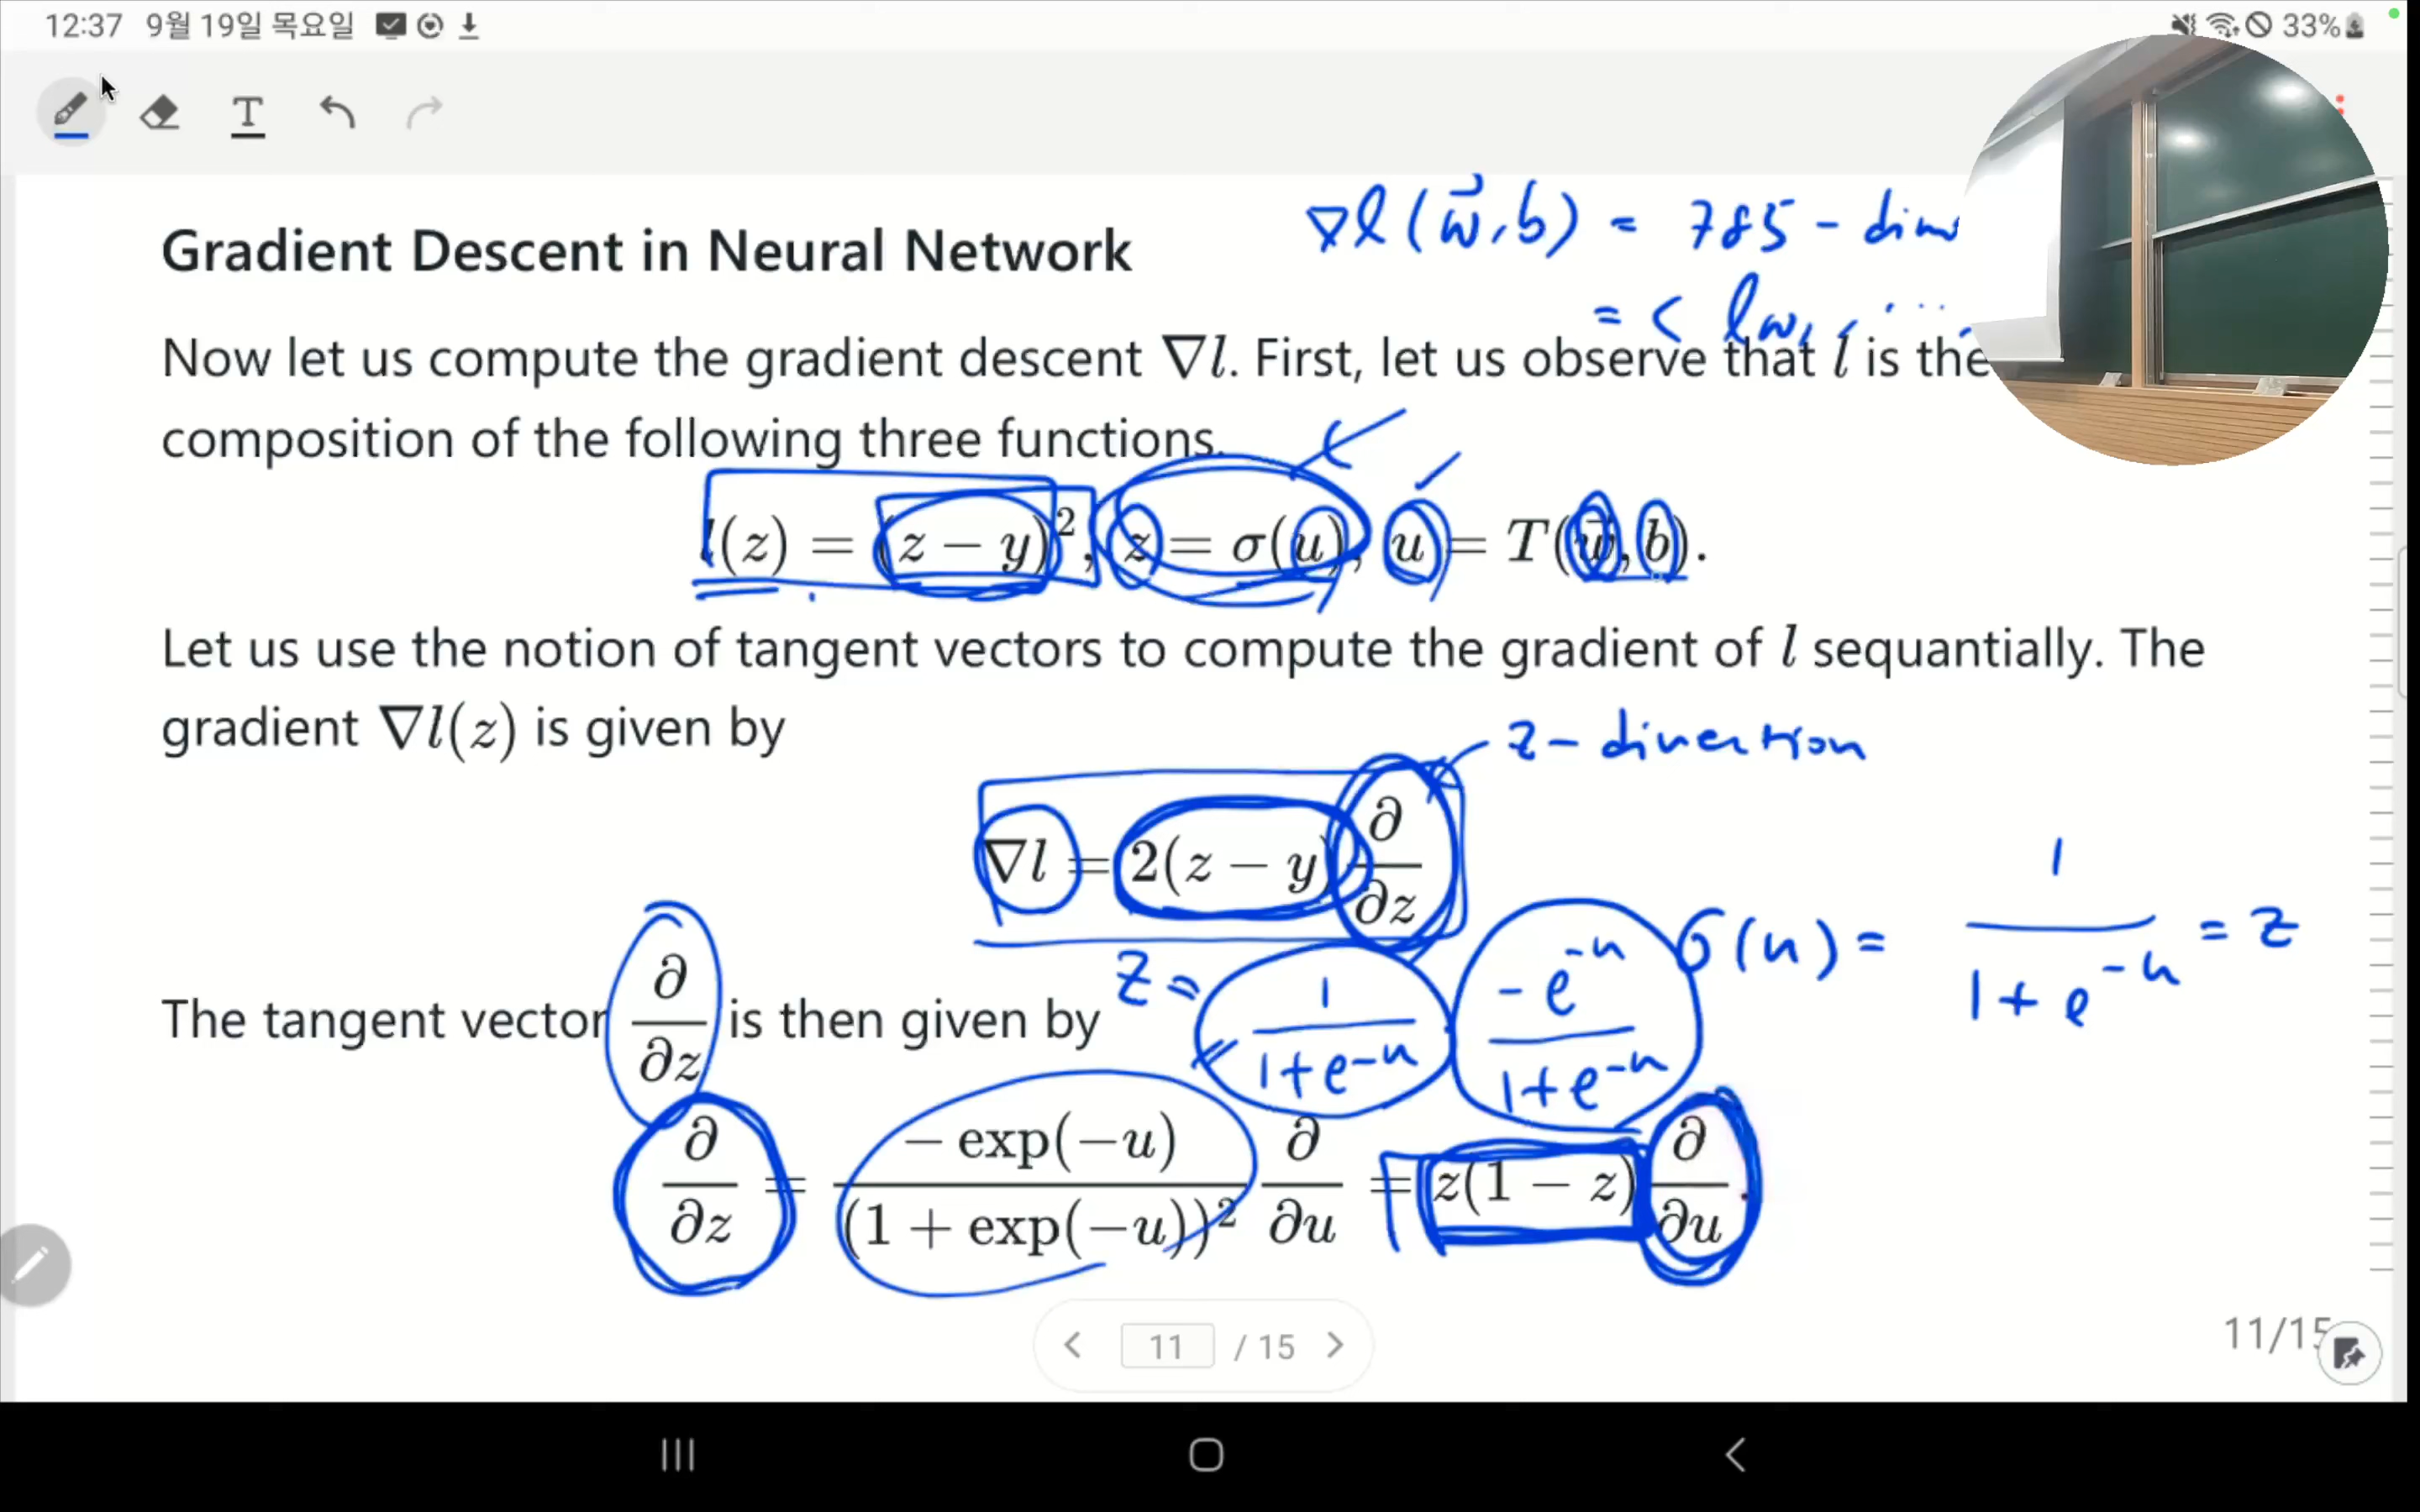 12:37 9월 19일 목요일 33%
T
∇l(w⃗, b) = 785 - dim
Gradient Descent in Neural Network
= < lw₁, ...
Now let us compute the gradient descent ∇l. First, let us observe that l is the
composition of the following three functions.
l(z) = (z − y)², z = σ(u), u = T(w⃗, b).
Let us use the notion of tangent vectors to compute the gradient of l sequantially. The
gradient ∇l(z) is given by
z - direction
∇l = 2(z − y) ∂/∂z
σ(u) = 1/(1 + e^-u) = z
The tangent vector ∂/∂z is then given by
z = 1/(1+e^-u) -e^-u/(1+e^-u)
∂/∂z = − exp(−u)/(1 + exp(−u))² ∂/∂u = z(1 − z) ∂/∂u.
11 / 15
11/15